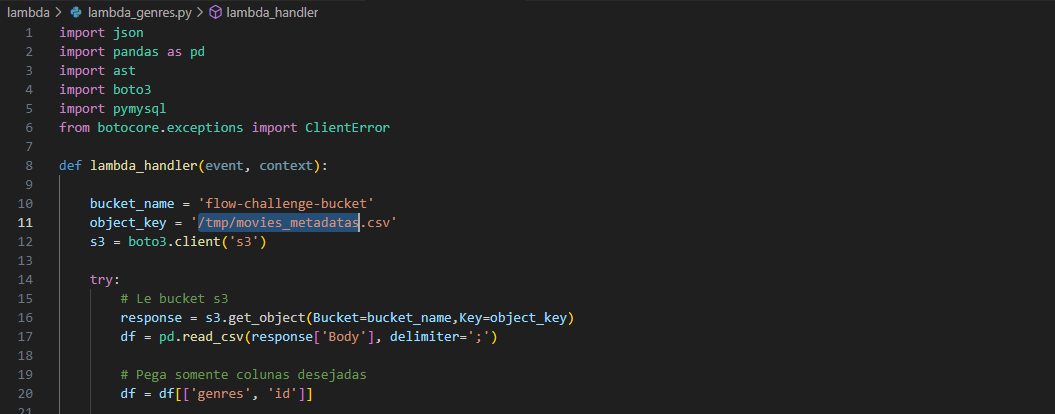 lambda > lambda_genres.py > lambda_handler
1 import json
2 import pandas as pd
3 import ast
4 import boto3
5 import pymysql
6 from botocore.exceptions import ClientError
7
8 def lambda_handler(event, context):
9
10 bucket_name = 'flow-challenge-bucket'
11 object_key = '/tmp/movies_metadatas.csv'
12 s3 = boto3.client('s3')
13
14 try:
15 # Le bucket s3
16 response = s3.get_object(Bucket=bucket_name,Key=object_key)
17 df = pd.read_csv(response['Body'], delimiter=';')
18
19 # Pega somente colunas desejadas
20 df = df[['genres', 'id']]
21